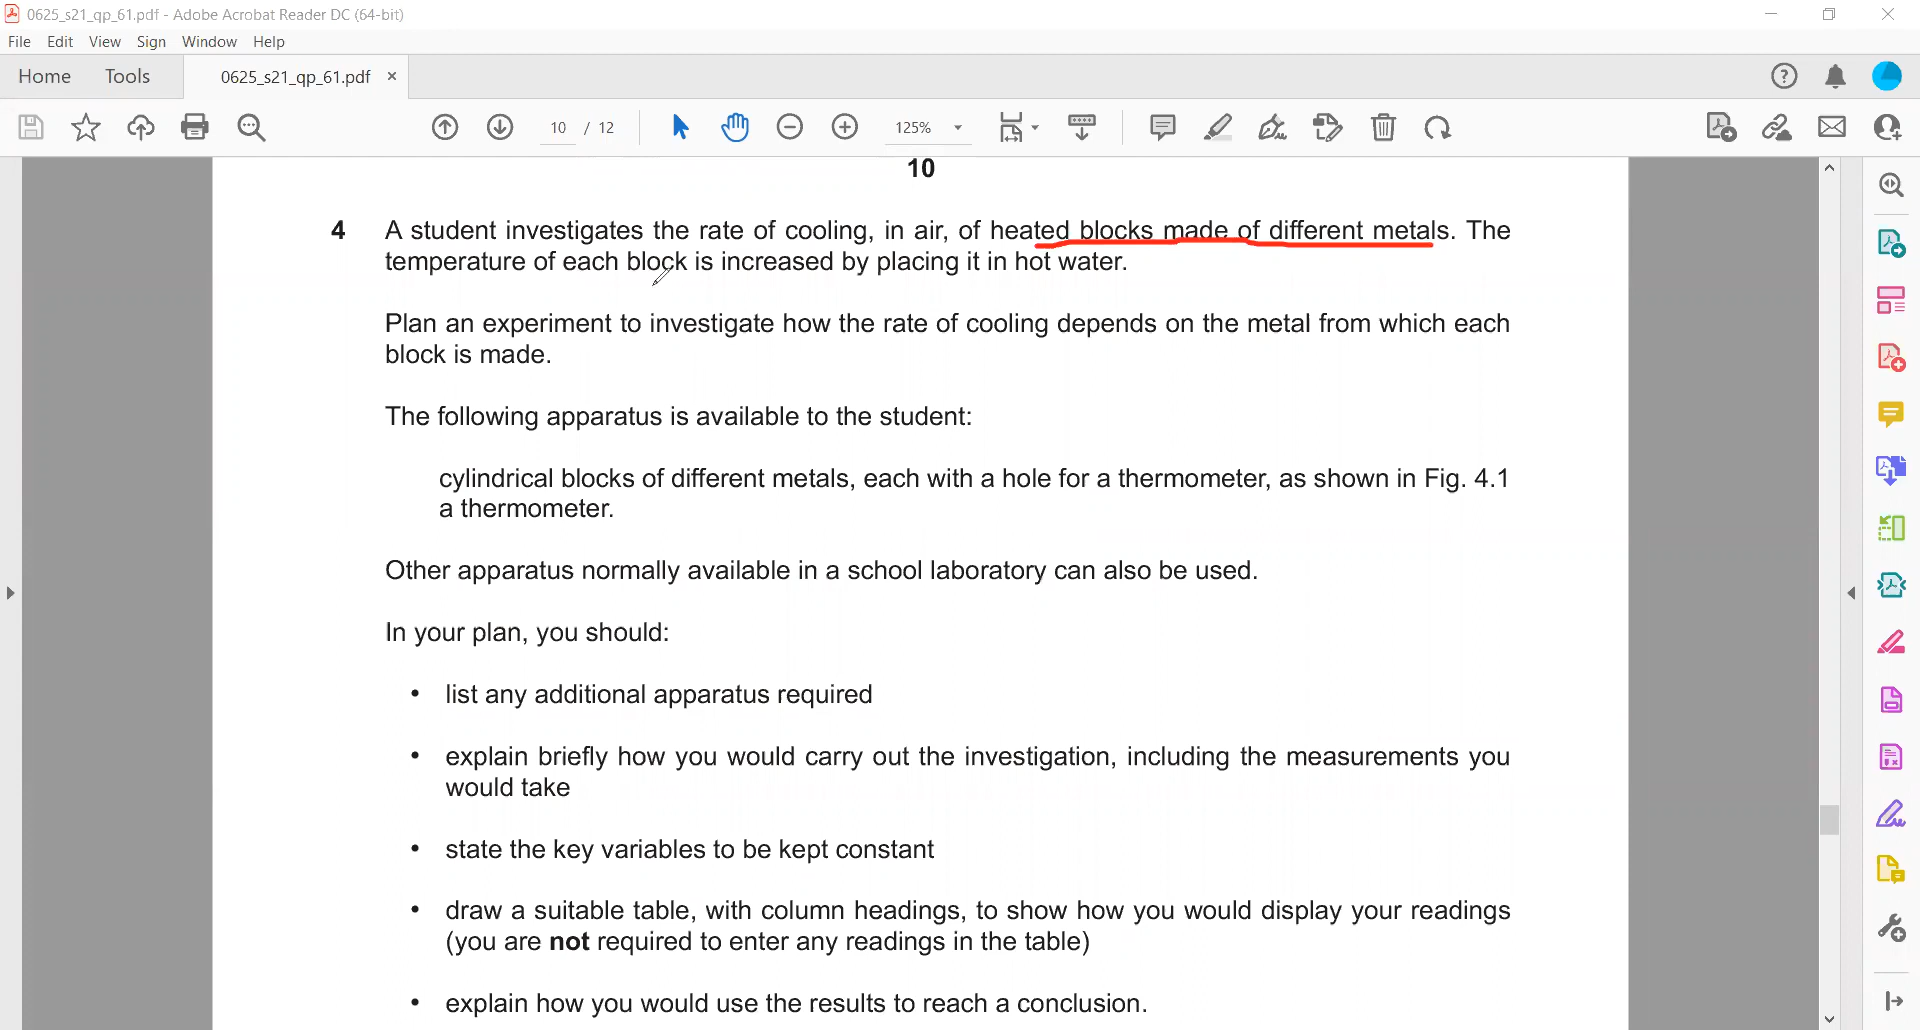 0625_s21_qp_61.pdf - Adobe Acrobat Reader DC (64-bit)
File Edit View Sign Window Help
Home Tools 0625_s21_qp_61.pdf ×
10 / 12 125%
10
4 A student investigates the rate of cooling, in air, of heated blocks made of different metals. The
temperature of each block is increased by placing it in hot water.
Plan an experiment to investigate how the rate of cooling depends on the metal from which each
block is made.
The following apparatus is available to the student:
cylindrical blocks of different metals, each with a hole for a thermometer, as shown in Fig. 4.1
a thermometer.
Other apparatus normally available in a school laboratory can also be used.
In your plan, you should:
• list any additional apparatus required
• explain briefly how you would carry out the investigation, including the measurements you
would take
• state the key variables to be kept constant
• draw a suitable table, with column headings, to show how you would display your readings
(you are not required to enter any readings in the table)
• explain how you would use the results to reach a conclusion.